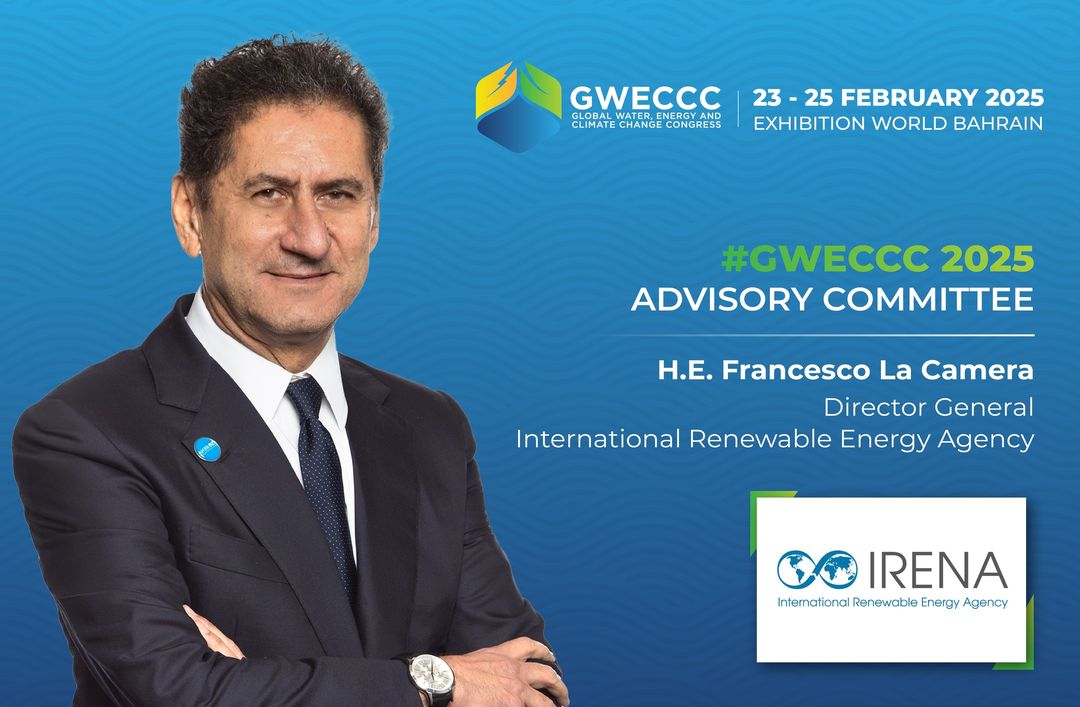 GWECCC
GLOBAL WATER, ENERGY AND
CLIMATE CHANGE CONGRESS
23 - 25 FEBRUARY 2025
EXHIBITION WORLD BAHRAIN
#GWECCC 2025
ADVISORY COMMITTEE
H.E. Francesco La Camera
Director General
International Renewable Energy Agency
IRENA
International Renewable Energy Agency